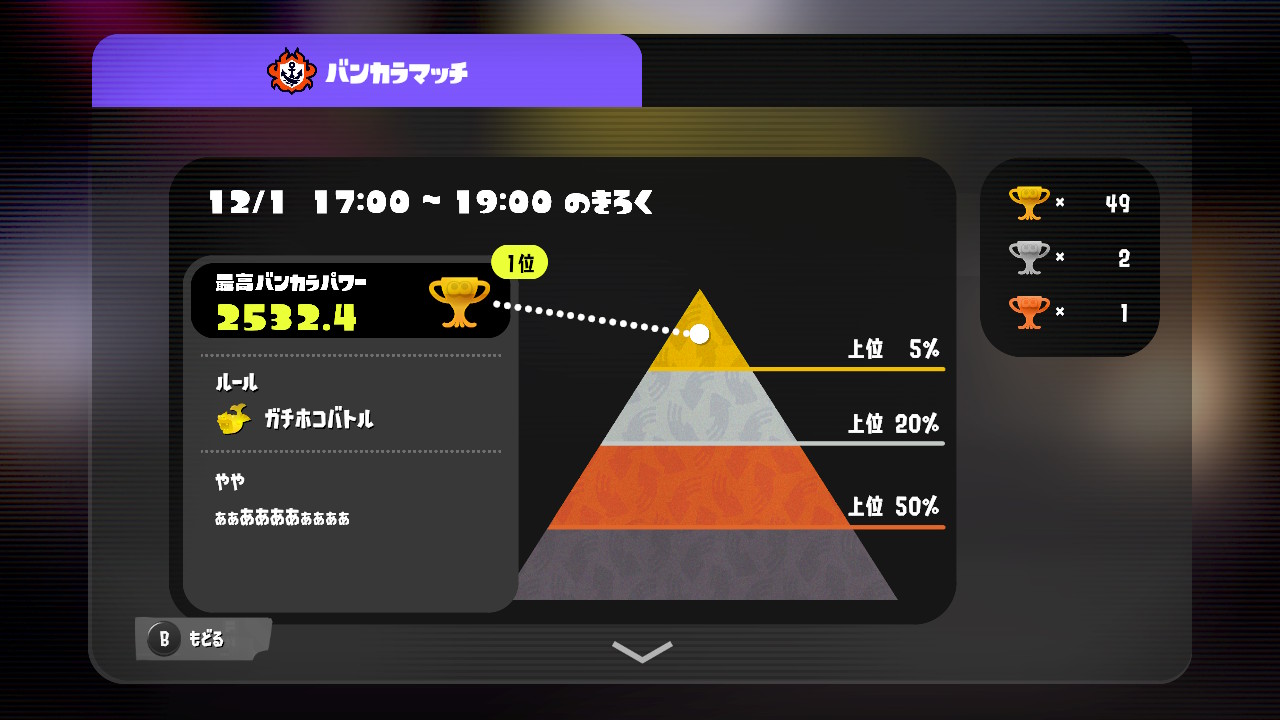 バンカラマッチ
12/1 17:00 ~ 19:00 のきろく
最高バンカラパワー
2532.4
1位
ルール
ガチホコバトル
やや
ぁぁああああぁぁぁぁ
上位 5%
上位 20%
上位 50%
× 49
× 2
× 1
B もどる